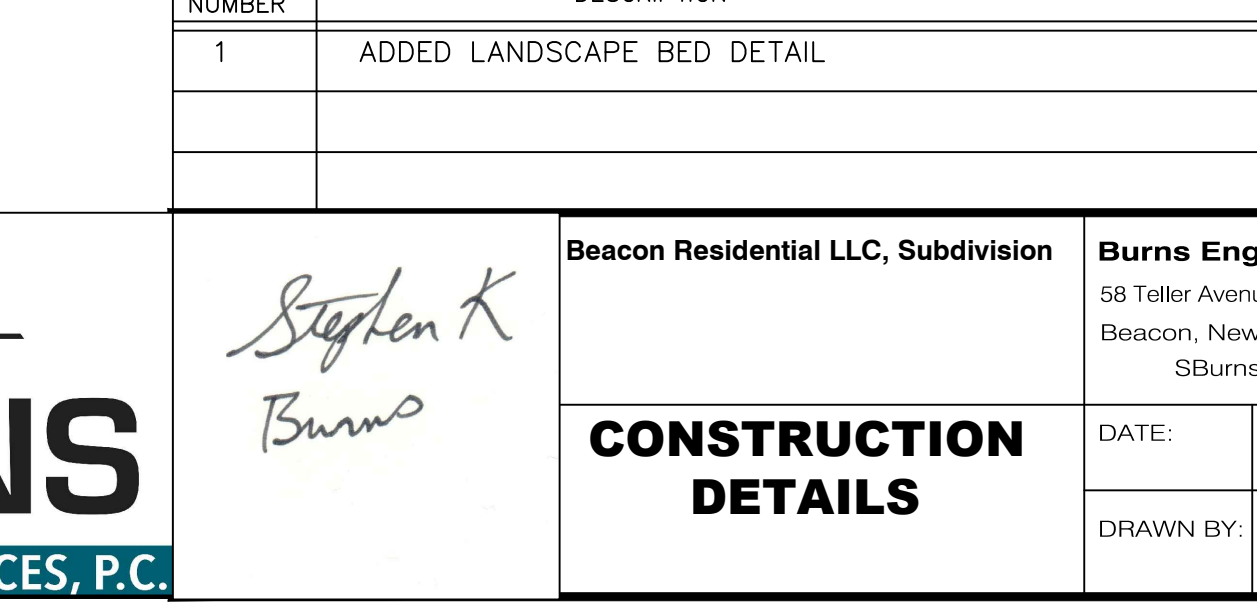 NUMBER DESCRIPTION
1 ADDED LANDSCAPE BED DETAIL
Stephen K
Burns
NS
CES, P.C.
Beacon Residential LLC, Subdivision
CONSTRUCTION
DETAILS
Burns Eng
58 Teller Avenu
Beacon, New
SBurns
DATE:
DRAWN BY: